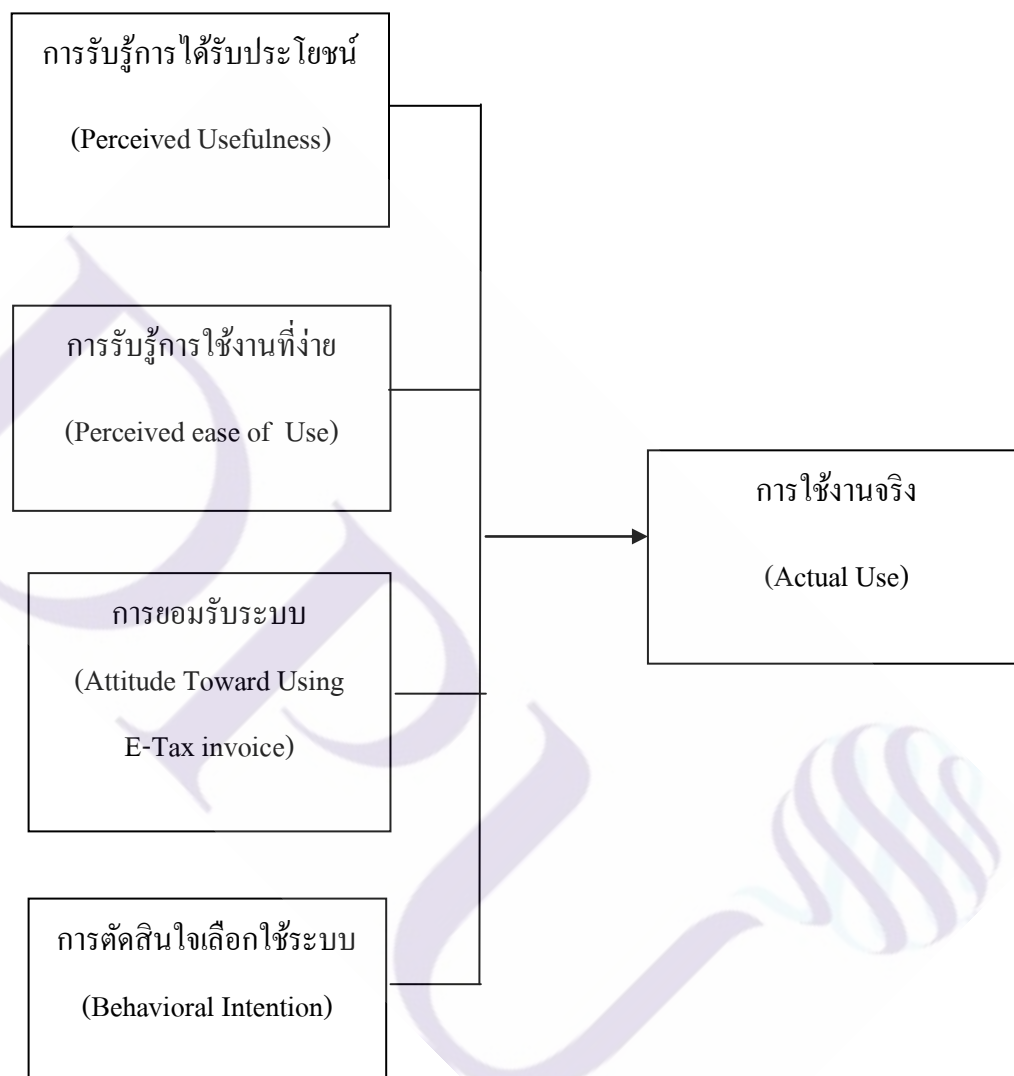 การรับรู้การได้รับประโยชน์
(Perceived Usefulness)
การรับรู้การใช้งานที่ง่าย
(Perceived ease of Use)
การยอมรับระบบ
(Attitude Toward Using
E-Tax invoice)
การตัดสินใจเลือกใช้ระบบ
(Behavioral Intention)
การใช้งานจริง
(Actual Use)
DPU